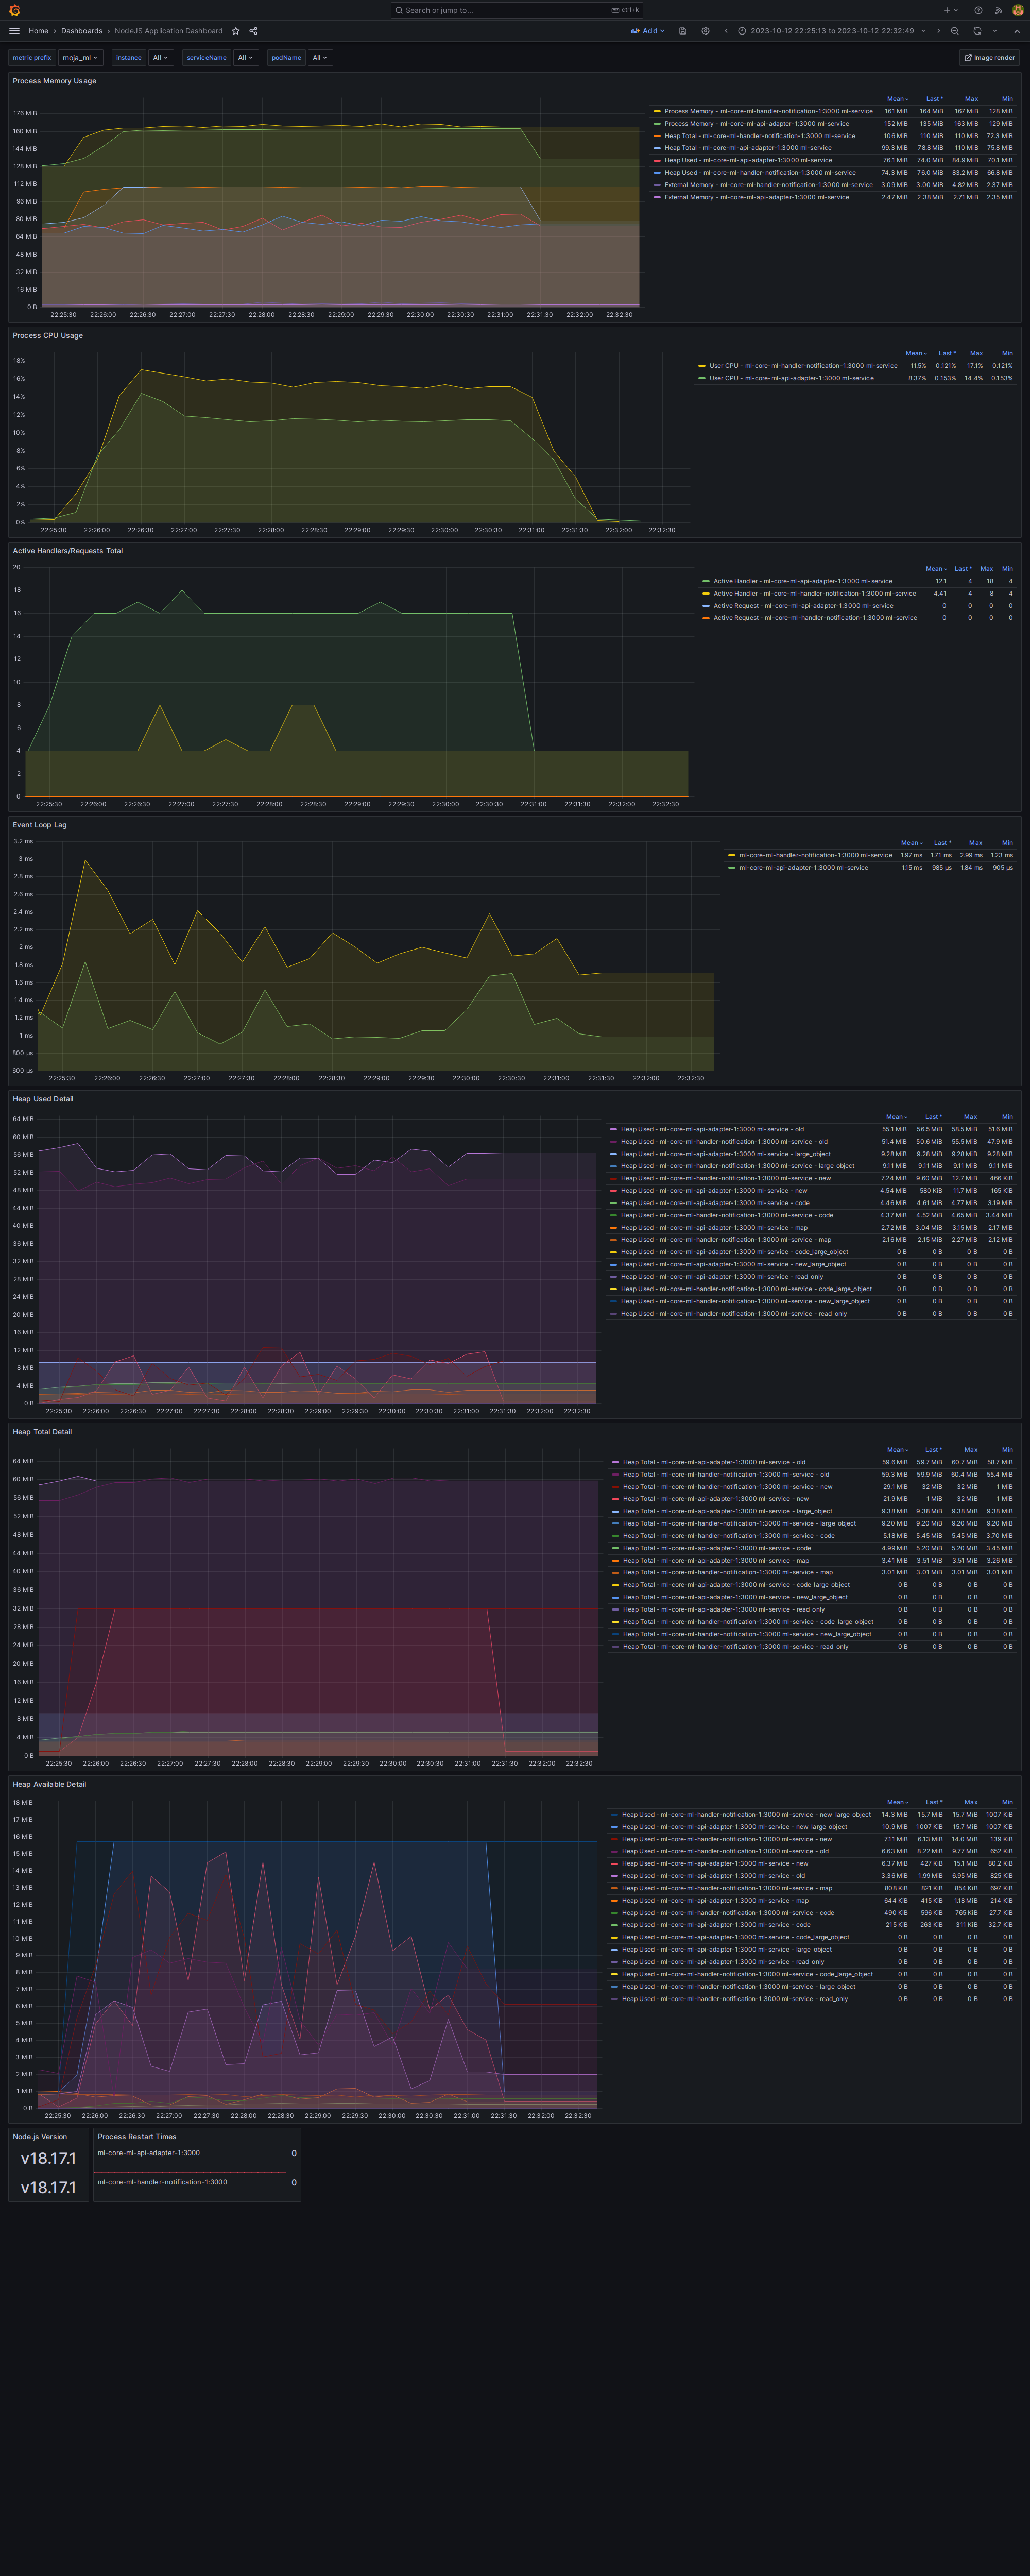 Search or jump to... ctrl+k
Home › Dashboards › NodeJS Application Dashboard Add 2023-10-12 22:25:13 to 2023-10-12 22:32:49
metric prefix moja_ml instance All serviceName All podName All Image render
Process Memory Usage
176 MiB
160 MiB
144 MiB
128 MiB
112 MiB
96 MiB
80 MiB
64 MiB
48 MiB
32 MiB
16 MiB
0 B
22:25:30 22:26:00 22:26:30 22:27:00 22:27:30 22:28:00 22:28:30 22:29:00 22:29:30 22:30:00 22:30:30 22:31:00 22:31:30 22:32:00 22:32:30
Mean Last * Max Min
Process Memory - ml-core-ml-handler-notification-1:3000 ml-service 161 MiB 164 MiB 167 MiB 128 MiB
Process Memory - ml-core-ml-api-adapter-1:3000 ml-service 152 MiB 135 MiB 163 MiB 129 MiB
Heap Total - ml-core-ml-handler-notification-1:3000 ml-service 106 MiB 110 MiB 110 MiB 72.3 MiB
Heap Total - ml-core-ml-api-adapter-1:3000 ml-service 99.3 MiB 78.8 MiB 110 MiB 75.8 MiB
Heap Used - ml-core-ml-api-adapter-1:3000 ml-service 76.1 MiB 74.0 MiB 84.9 MiB 70.1 MiB
Heap Used - ml-core-ml-handler-notification-1:3000 ml-service 74.3 MiB 76.0 MiB 83.2 MiB 66.8 MiB
External Memory - ml-core-ml-handler-notification-1:3000 ml-service 3.09 MiB 3.00 MiB 4.82 MiB 2.37 MiB
External Memory - ml-core-ml-api-adapter-1:3000 ml-service 2.47 MiB 2.38 MiB 2.71 MiB 2.35 MiB
Process CPU Usage
18%
16%
14%
12%
10%
8%
6%
4%
2%
0%
22:25:30 22:26:00 22:26:30 22:27:00 22:27:30 22:28:00 22:28:30 22:29:00 22:29:30 22:30:00 22:30:30 22:31:00 22:31:30 22:32:00 22:32:30
Mean Last * Max Min
User CPU - ml-core-ml-handler-notification-1:3000 ml-service 11.5% 0.121% 17.1% 0.121%
User CPU - ml-core-ml-api-adapter-1:3000 ml-service 8.37% 0.153% 14.4% 0.153%
Active Handlers/Requests Total
20
18
16
14
12
10
8
6
4
2
0
22:25:30 22:26:00 22:26:30 22:27:00 22:27:30 22:28:00 22:28:30 22:29:00 22:29:30 22:30:00 22:30:30 22:31:00 22:31:30 22:32:00 22:32:30
Mean Last * Max Min
Active Handler - ml-core-ml-api-adapter-1:3000 ml-service 12.1 4 18 4
Active Handler - ml-core-ml-handler-notification-1:3000 ml-service 4.41 4 8 4
Active Request - ml-core-ml-api-adapter-1:3000 ml-service 0 0 0 0
Active Request - ml-core-ml-handler-notification-1:3000 ml-service 0 0 0 0
Event Loop Lag
3.2 ms
3 ms
2.8 ms
2.6 ms
2.4 ms
2.2 ms
2 ms
1.8 ms
1.6 ms
1.4 ms
1.2 ms
1 ms
800 µs
600 µs
22:25:30 22:26:00 22:26:30 22:27:00 22:27:30 22:28:00 22:28:30 22:29:00 22:29:30 22:30:00 22:30:30 22:31:00 22:31:30 22:32:00 22:32:30
Mean Last * Max Min
ml-core-ml-handler-notification-1:3000 ml-service 1.97 ms 1.71 ms 2.99 ms 1.23 ms
ml-core-ml-api-adapter-1:3000 ml-service 1.15 ms 985 µs 1.84 ms 905 µs
Heap Used Detail
64 MiB
60 MiB
56 MiB
52 MiB
48 MiB
44 MiB
40 MiB
36 MiB
32 MiB
28 MiB
24 MiB
20 MiB
16 MiB
12 MiB
8 MiB
4 MiB
0 B
22:25:30 22:26:00 22:26:30 22:27:00 22:27:30 22:28:00 22:28:30 22:29:00 22:29:30 22:30:00 22:30:30 22:31:00 22:31:30 22:32:00 22:32:30
Mean Last * Max Min
Heap Used - ml-core-ml-api-adapter-1:3000 ml-service - old 55.1 MiB 56.5 MiB 58.5 MiB 51.6 MiB
Heap Used - ml-core-ml-handler-notification-1:3000 ml-service - old 51.4 MiB 50.6 MiB 55.5 MiB 47.9 MiB
Heap Used - ml-core-ml-api-adapter-1:3000 ml-service - large_object 9.28 MiB 9.28 MiB 9.28 MiB 9.28 MiB
Heap Used - ml-core-ml-handler-notification-1:3000 ml-service - large_object 9.11 MiB 9.11 MiB 9.11 MiB 9.11 MiB
Heap Used - ml-core-ml-handler-notification-1:3000 ml-service - new 7.24 MiB 9.60 MiB 12.7 MiB 466 KiB
Heap Used - ml-core-ml-api-adapter-1:3000 ml-service - new 4.54 MiB 580 KiB 11.7 MiB 165 KiB
Heap Used - ml-core-ml-api-adapter-1:3000 ml-service - code 4.46 MiB 4.61 MiB 4.77 MiB 3.19 MiB
Heap Used - ml-core-ml-handler-notification-1:3000 ml-service - code 4.37 MiB 4.52 MiB 4.65 MiB 3.44 MiB
Heap Used - ml-core-ml-api-adapter-1:3000 ml-service - map 2.72 MiB 3.04 MiB 3.15 MiB 2.17 MiB
Heap Used - ml-core-ml-handler-notification-1:3000 ml-service - map 2.16 MiB 2.15 MiB 2.27 MiB 2.12 MiB
Heap Used - ml-core-ml-api-adapter-1:3000 ml-service - code_large_object 0 B 0 B 0 B 0 B
Heap Used - ml-core-ml-api-adapter-1:3000 ml-service - new_large_object 0 B 0 B 0 B 0 B
Heap Used - ml-core-ml-api-adapter-1:3000 ml-service - read_only 0 B 0 B 0 B 0 B
Heap Used - ml-core-ml-handler-notification-1:3000 ml-service - code_large_object 0 B 0 B 0 B 0 B
Heap Used - ml-core-ml-handler-notification-1:3000 ml-service - new_large_object 0 B 0 B 0 B 0 B
Heap Used - ml-core-ml-handler-notification-1:3000 ml-service - read_only 0 B 0 B 0 B 0 B
Heap Total Detail
64 MiB
60 MiB
56 MiB
52 MiB
48 MiB
44 MiB
40 MiB
36 MiB
32 MiB
28 MiB
24 MiB
20 MiB
16 MiB
12 MiB
8 MiB
4 MiB
0 B
22:25:30 22:26:00 22:26:30 22:27:00 22:27:30 22:28:00 22:28:30 22:29:00 22:29:30 22:30:00 22:30:30 22:31:00 22:31:30 22:32:00 22:32:30
Mean Last * Max Min
Heap Total - ml-core-ml-api-adapter-1:3000 ml-service - old 59.6 MiB 59.7 MiB 60.7 MiB 58.7 MiB
Heap Total - ml-core-ml-handler-notification-1:3000 ml-service - old 59.3 MiB 59.9 MiB 60.4 MiB 55.4 MiB
Heap Total - ml-core-ml-handler-notification-1:3000 ml-service - new 29.1 MiB 32 MiB 32 MiB 1 MiB
Heap Total - ml-core-ml-api-adapter-1:3000 ml-service - new 21.9 MiB 1 MiB 32 MiB 1 MiB
Heap Total - ml-core-ml-api-adapter-1:3000 ml-service - large_object 9.38 MiB 9.38 MiB 9.38 MiB 9.38 MiB
Heap Total - ml-core-ml-handler-notification-1:3000 ml-service - large_object 9.20 MiB 9.20 MiB 9.20 MiB 9.20 MiB
Heap Total - ml-core-ml-handler-notification-1:3000 ml-service - code 5.18 MiB 5.45 MiB 5.45 MiB 3.70 MiB
Heap Total - ml-core-ml-api-adapter-1:3000 ml-service - code 4.99 MiB 5.20 MiB 5.20 MiB 3.45 MiB
Heap Total - ml-core-ml-api-adapter-1:3000 ml-service - map 3.41 MiB 3.51 MiB 3.51 MiB 3.26 MiB
Heap Total - ml-core-ml-handler-notification-1:3000 ml-service - map 3.01 MiB 3.01 MiB 3.01 MiB 3.01 MiB
Heap Total - ml-core-ml-api-adapter-1:3000 ml-service - code_large_object 0 B 0 B 0 B 0 B
Heap Total - ml-core-ml-api-adapter-1:3000 ml-service - new_large_object 0 B 0 B 0 B 0 B
Heap Total - ml-core-ml-api-adapter-1:3000 ml-service - read_only 0 B 0 B 0 B 0 B
Heap Total - ml-core-ml-handler-notification-1:3000 ml-service - code_large_object 0 B 0 B 0 B 0 B
Heap Total - ml-core-ml-handler-notification-1:3000 ml-service - new_large_object 0 B 0 B 0 B 0 B
Heap Total - ml-core-ml-handler-notification-1:3000 ml-service - read_only 0 B 0 B 0 B 0 B
Heap Available Detail
18 MiB
17 MiB
16 MiB
15 MiB
14 MiB
13 MiB
12 MiB
11 MiB
10 MiB
9 MiB
8 MiB
7 MiB
6 MiB
5 MiB
4 MiB
3 MiB
2 MiB
1 MiB
0 B
22:25:30 22:26:00 22:26:30 22:27:00 22:27:30 22:28:00 22:28:30 22:29:00 22:29:30 22:30:00 22:30:30 22:31:00 22:31:30 22:32:00 22:32:30
Mean Last * Max Min
Heap Used - ml-core-ml-handler-notification-1:3000 ml-service - new_large_object 14.3 MiB 15.7 MiB 15.7 MiB 1007 KiB
Heap Used - ml-core-ml-api-adapter-1:3000 ml-service - new_large_object 10.9 MiB 1007 KiB 15.7 MiB 1007 KiB
Heap Used - ml-core-ml-handler-notification-1:3000 ml-service - new 7.11 MiB 6.13 MiB 14.0 MiB 139 KiB
Heap Used - ml-core-ml-handler-notification-1:3000 ml-service - old 6.63 MiB 8.22 MiB 9.77 MiB 652 KiB
Heap Used - ml-core-ml-api-adapter-1:3000 ml-service - new 6.37 MiB 427 KiB 15.1 MiB 80.2 KiB
Heap Used - ml-core-ml-api-adapter-1:3000 ml-service - old 3.36 MiB 1.99 MiB 6.95 MiB 825 KiB
Heap Used - ml-core-ml-handler-notification-1:3000 ml-service - map 808 KiB 821 KiB 854 KiB 697 KiB
Heap Used - ml-core-ml-api-adapter-1:3000 ml-service - map 644 KiB 415 KiB 1.18 MiB 214 KiB
Heap Used - ml-core-ml-handler-notification-1:3000 ml-service - code 490 KiB 596 KiB 765 KiB 27.7 KiB
Heap Used - ml-core-ml-api-adapter-1:3000 ml-service - code 215 KiB 263 KiB 311 KiB 32.7 KiB
Heap Used - ml-core-ml-api-adapter-1:3000 ml-service - code_large_object 0 B 0 B 0 B 0 B
Heap Used - ml-core-ml-api-adapter-1:3000 ml-service - large_object 0 B 0 B 0 B 0 B
Heap Used - ml-core-ml-api-adapter-1:3000 ml-service - read_only 0 B 0 B 0 B 0 B
Heap Used - ml-core-ml-handler-notification-1:3000 ml-service - code_large_object 0 B 0 B 0 B 0 B
Heap Used - ml-core-ml-handler-notification-1:3000 ml-service - large_object 0 B 0 B 0 B 0 B
Heap Used - ml-core-ml-handler-notification-1:3000 ml-service - read_only 0 B 0 B 0 B 0 B
Node.js Version
v18.17.1
v18.17.1
Process Restart Times
ml-core-ml-api-adapter-1:3000 0
ml-core-ml-handler-notification-1:3000 0